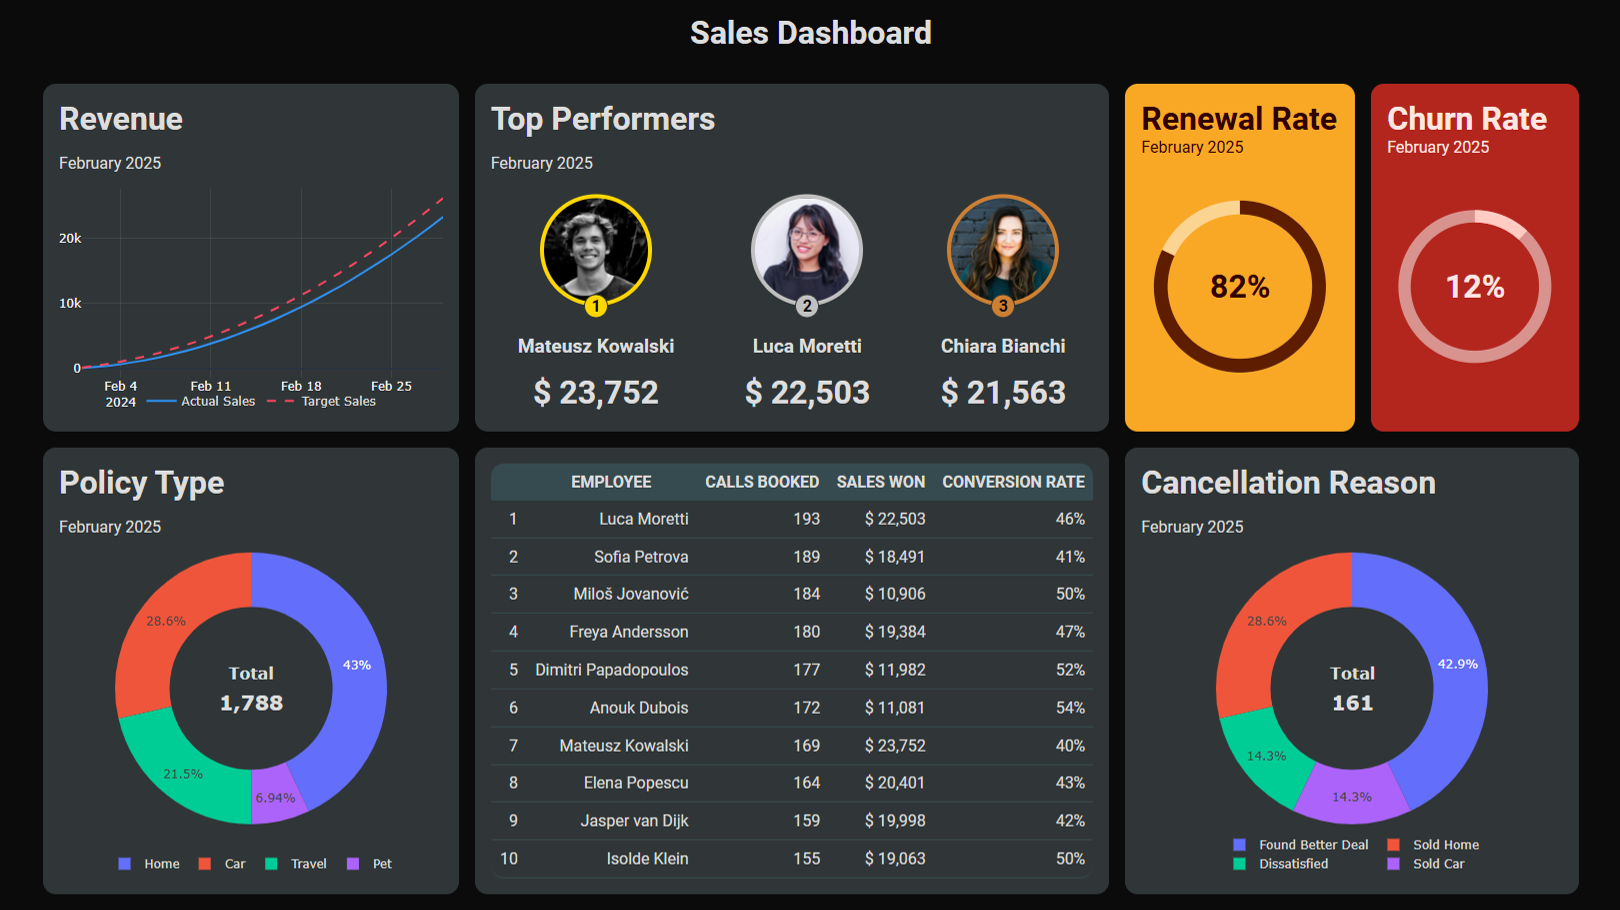 Sales Dashboard
Revenue
February 2025
20k
10k
0
Feb 4
2024
Feb 11
Feb 18
Feb 25
Actual Sales
Target Sales
Top Performers
February 2025
1
2
3
Mateusz Kowalski
Luca Moretti
Chiara Bianchi
$ 23,752
$ 22,503
$ 21,563
Renewal Rate
February 2025
82%
Churn Rate
February 2025
12%
Policy Type
February 2025
28.6%
43%
Total
1,788
21.5%
6.94%
Home Car Travel Pet
EMPLOYEE CALLS BOOKED SALES WON CONVERSION RATE
1 Luca Moretti 193 $ 22,503 46%
2 Sofia Petrova 189 $ 18,491 41%
3 Miloš Jovanović 184 $ 10,906 50%
4 Freya Andersson 180 $ 19,384 47%
5 Dimitri Papadopoulos 177 $ 11,982 52%
6 Anouk Dubois 172 $ 11,081 54%
7 Mateusz Kowalski 169 $ 23,752 40%
8 Elena Popescu 164 $ 20,401 43%
9 Jasper van Dijk 159 $ 19,998 42%
10 Isolde Klein 155 $ 19,063 50%
Cancellation Reason
February 2025
28.6%
42.9%
Total
161
14.3%
14.3%
Found Better Deal Sold Home
Dissatisfied Sold Car